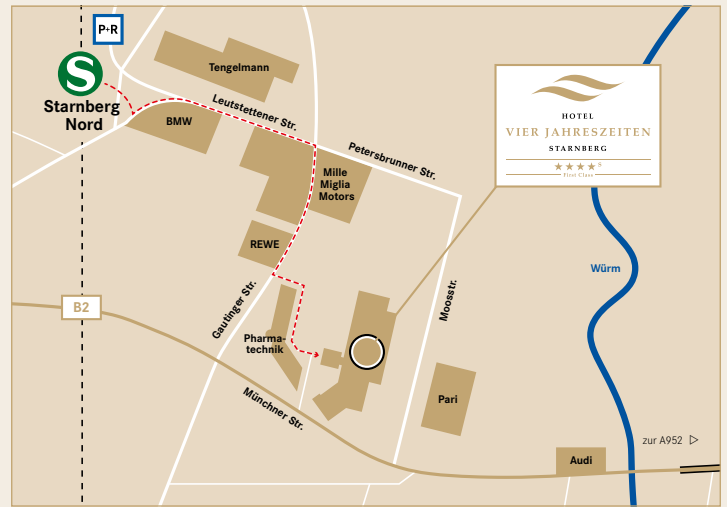 P+R
S
Starnberg
Nord
Tengelmann
BMW
Leutstettener Str.
Petersbrunner Str.
Mille
Miglia
Motors
REWE
HOTEL
VIER JAHRESZEITEN
STARNBERG
★★★★S
First Class
Würm
B2
Gautinger Str.
Moosstr.
Pharma-
technik
Münchner Str.
Pari
zur A952 ▷
Audi